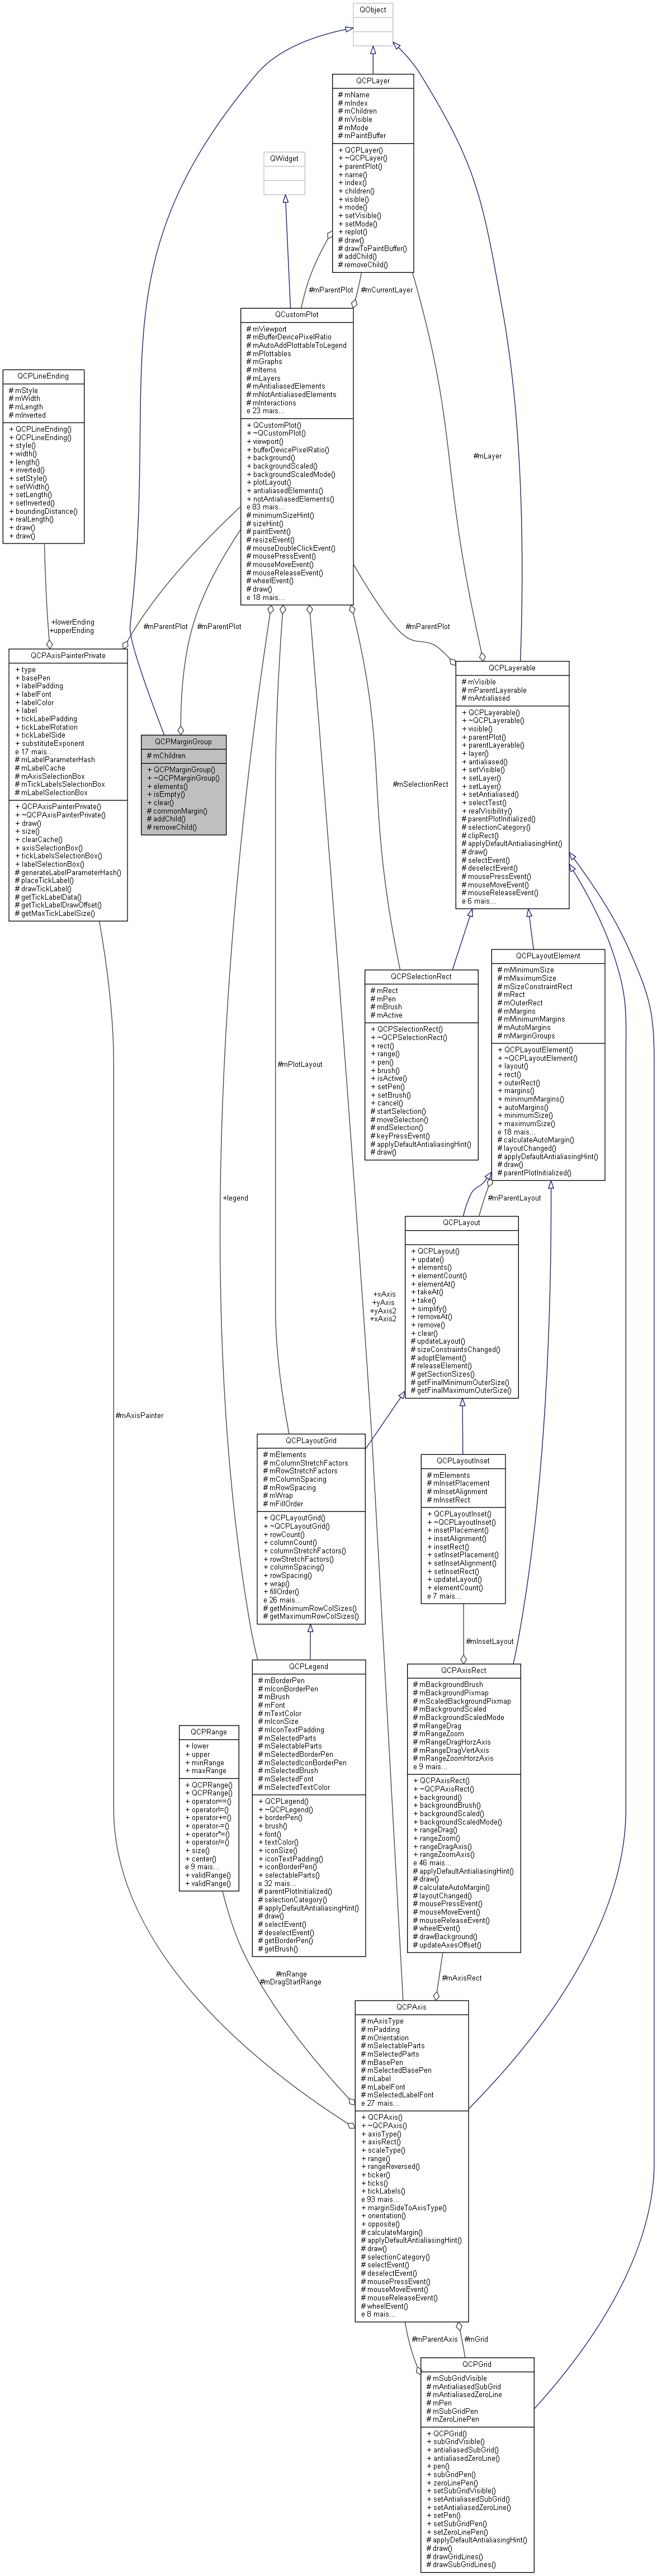 QObject
QCPLayer
# mName
# mIndex
# mChildren
# mVisible
# mMode
# mPaintBuffer
+ QCPLayer()
+ ~QCPLayer()
+ parentPlot()
+ name()
+ index()
+ children()
+ visible()
+ mode()
+ setVisible()
+ setMode()
+ replot()
# draw()
# drawToPaintBuffer()
# addChild()
# removeChild()
QWidget
#mParentPlot
#mCurrentLayer
QCustomPlot
# mViewport
# mBufferDevicePixelRatio
# mAutoAddPlottableToLegend
# mPlottables
# mGraphs
# mItems
# mLayers
# mAntialiasedElements
# mNotAntialiasedElements
# mInteractions
e 23 mais...
+ QCustomPlot()
+ ~QCustomPlot()
+ viewport()
+ bufferDevicePixelRatio()
+ background()
+ backgroundScaled()
+ backgroundScaledMode()
+ plotLayout()
+ antialiasedElements()
+ notAntialiasedElements()
e 83 mais...
# minimumSizeHint()
# sizeHint()
# paintEvent()
# resizeEvent()
# mouseDoubleClickEvent()
# mousePressEvent()
# mouseMoveEvent()
# mouseReleaseEvent()
# wheelEvent()
# draw()
e 18 mais...
QCPLineEnding
# mStyle
# mWidth
# mLength
# mInverted
+ QCPLineEnding()
+ QCPLineEnding()
+ style()
+ width()
+ length()
+ inverted()
+ setStyle()
+ setWidth()
+ setLength()
+ setInverted()
+ boundingDistance()
+ realLength()
+ draw()
+ draw()
#mLayer
+lowerEnding
+upperEnding
#mParentPlot
#mParentPlot
#mParentPlot
QCPAxisPainterPrivate
+ type
+ basePen
+ labelPadding
+ labelFont
+ labelColor
+ label
+ tickLabelPadding
+ tickLabelRotation
+ tickLabelSide
+ substituteExponent
e 17 mais...
# mLabelParameterHash
# mLabelCache
# mAxisSelectionBox
# mTickLabelsSelectionBox
# mLabelSelectionBox
+ QCPAxisPainterPrivate()
+ ~QCPAxisPainterPrivate()
+ draw()
+ size()
+ clearCache()
+ axisSelectionBox()
+ tickLabelsSelectionBox()
+ labelSelectionBox()
# generateLabelParameterHash()
# placeTickLabel()
# drawTickLabel()
# getTickLabelData()
# getTickLabelDrawOffset()
# getMaxTickLabelSize()
QCPMarginGroup
# mChildren
+ QCPMarginGroup()
+ ~QCPMarginGroup()
+ elements()
+ isEmpty()
+ clear()
# commonMargin()
# addChild()
# removeChild()
QCPLayerable
# mVisible
# mParentLayerable
# mAntialiased
+ QCPLayerable()
+ ~QCPLayerable()
+ visible()
+ parentPlot()
+ parentLayerable()
+ layer()
+ antialiased()
+ setVisible()
+ setLayer()
+ setLayer()
+ setAntialiased()
+ selectTest()
+ realVisibility()
# parentPlotInitialized()
# selectionCategory()
# clipRect()
# applyDefaultAntialiasingHint()
# draw()
# selectEvent()
# deselectEvent()
# mousePressEvent()
# mouseMoveEvent()
# mouseReleaseEvent()
e 6 mais...
#mSelectionRect
QCPSelectionRect
# mRect
# mPen
# mBrush
# mActive
+ QCPSelectionRect()
+ ~QCPSelectionRect()
+ rect()
+ range()
+ pen()
+ brush()
+ isActive()
+ setPen()
+ setBrush()
+ cancel()
# startSelection()
# moveSelection()
# endSelection()
# keyPressEvent()
# applyDefaultAntialiasingHint()
# draw()
QCPLayoutElement
# mMinimumSize
# mMaximumSize
# mSizeConstraintRect
# mRect
# mOuterRect
# mMargins
# mMinimumMargins
# mAutoMargins
# mMarginGroups
+ QCPLayoutElement()
+ ~QCPLayoutElement()
+ layout()
+ rect()
+ outerRect()
+ margins()
+ minimumMargins()
+ autoMargins()
+ minimumSize()
+ maximumSize()
e 18 mais...
# calculateAutoMargin()
# layoutChanged()
# applyDefaultAntialiasingHint()
# draw()
# parentPlotInitialized()
#mPlotLayout
+legend
#mParentLayout
QCPLayout
+ QCPLayout()
+ update()
+ elements()
+ elementCount()
+ elementAt()
+ takeAt()
+ take()
+ simplify()
+ removeAt()
+ remove()
+ clear()
# updateLayout()
# sizeConstraintsChanged()
# adoptElement()
# releaseElement()
# getSectionSizes()
# getFinalMinimumOuterSize()
# getFinalMaximumOuterSize()
+xAxis
+yAxis
+yAxis2
+xAxis2
#mAxisPainter
QCPLayoutGrid
# mElements
# mColumnStretchFactors
# mRowStretchFactors
# mColumnSpacing
# mRowSpacing
# mWrap
# mFillOrder
+ QCPLayoutGrid()
+ ~QCPLayoutGrid()
+ rowCount()
+ columnCount()
+ columnStretchFactors()
+ rowStretchFactors()
+ columnSpacing()
+ rowSpacing()
+ wrap()
+ fillOrder()
e 26 mais...
# getMinimumRowColSizes()
# getMaximumRowColSizes()
QCPLayoutInset
# mElements
# mInsetPlacement
# mInsetAlignment
# mInsetRect
+ QCPLayoutInset()
+ ~QCPLayoutInset()
+ insetPlacement()
+ insetAlignment()
+ insetRect()
+ setInsetPlacement()
+ setInsetAlignment()
+ setInsetRect()
+ updateLayout()
+ elementCount()
e 7 mais...
#mInsetLayout
QCPLegend
# mBorderPen
# mIconBorderPen
# mBrush
# mFont
# mTextColor
# mIconSize
# mIconTextPadding
# mSelectedParts
# mSelectableParts
# mSelectedBorderPen
# mSelectedIconBorderPen
# mSelectedBrush
# mSelectedFont
# mSelectedTextColor
+ QCPLegend()
+ ~QCPLegend()
+ borderPen()
+ brush()
+ font()
+ textColor()
+ iconSize()
+ iconTextPadding()
+ iconBorderPen()
+ selectableParts()
e 32 mais...
# parentPlotInitialized()
# selectionCategory()
# applyDefaultAntialiasingHint()
# draw()
# selectEvent()
# deselectEvent()
# getBorderPen()
# getBrush()
QCPRange
+ lower
+ upper
+ minRange
+ maxRange
+ QCPRange()
+ QCPRange()
+ operator==()
+ operator!=()
+ operator+=()
+ operator-=()
+ operator*=()
+ operator/=()
+ size()
+ center()
e 9 mais...
+ validRange()
+ validRange()
QCPAxisRect
# mBackgroundBrush
# mBackgroundPixmap
# mScaledBackgroundPixmap
# mBackgroundScaled
# mBackgroundScaledMode
# mRangeDrag
# mRangeZoom
# mRangeDragHorzAxis
# mRangeDragVertAxis
# mRangeZoomHorzAxis
e 9 mais...
+ QCPAxisRect()
+ ~QCPAxisRect()
+ background()
+ backgroundBrush()
+ backgroundScaled()
+ backgroundScaledMode()
+ rangeDrag()
+ rangeZoom()
+ rangeDragAxis()
+ rangeZoomAxis()
e 46 mais...
# applyDefaultAntialiasingHint()
# draw()
# calculateAutoMargin()
# layoutChanged()
# mousePressEvent()
# mouseMoveEvent()
# mouseReleaseEvent()
# wheelEvent()
# drawBackground()
# updateAxesOffset()
#mRange
#mDragStartRange
#mAxisRect
QCPAxis
# mAxisType
# mPadding
# mOrientation
# mSelectableParts
# mSelectedParts
# mBasePen
# mSelectedBasePen
# mLabel
# mLabelFont
# mSelectedLabelFont
e 27 mais...
+ QCPAxis()
+ ~QCPAxis()
+ axisType()
+ axisRect()
+ scaleType()
+ range()
+ rangeReversed()
+ ticker()
+ ticks()
+ tickLabels()
e 93 mais...
+ marginSideToAxisType()
+ orientation()
+ opposite()
# calculateMargin()
# applyDefaultAntialiasingHint()
# draw()
# selectionCategory()
# selectEvent()
# deselectEvent()
# mousePressEvent()
# mouseMoveEvent()
# mouseReleaseEvent()
# wheelEvent()
e 8 mais...
#mParentAxis
#mGrid
QCPGrid
# mSubGridVisible
# mAntialiasedSubGrid
# mAntialiasedZeroLine
# mPen
# mSubGridPen
# mZeroLinePen
+ QCPGrid()
+ subGridVisible()
+ antialiasedSubGrid()
+ antialiasedZeroLine()
+ pen()
+ subGridPen()
+ zeroLinePen()
+ setSubGridVisible()
+ setAntialiasedSubGrid()
+ setAntialiasedZeroLine()
+ setPen()
+ setSubGridPen()
+ setZeroLinePen()
# applyDefaultAntialiasingHint()
# draw()
# drawGridLines()
# drawSubGridLines()